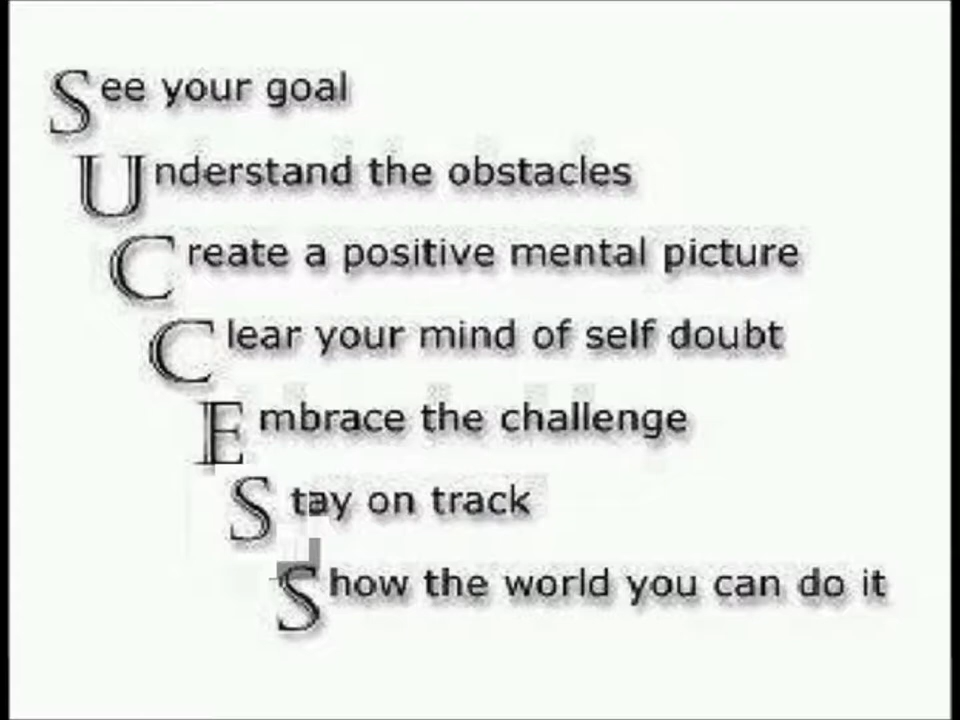 See your goal
Understand the obstacles
Create a positive mental picture
Clear your mind of self doubt
Embrace the challenge
Stay on track
Show the world you can do it